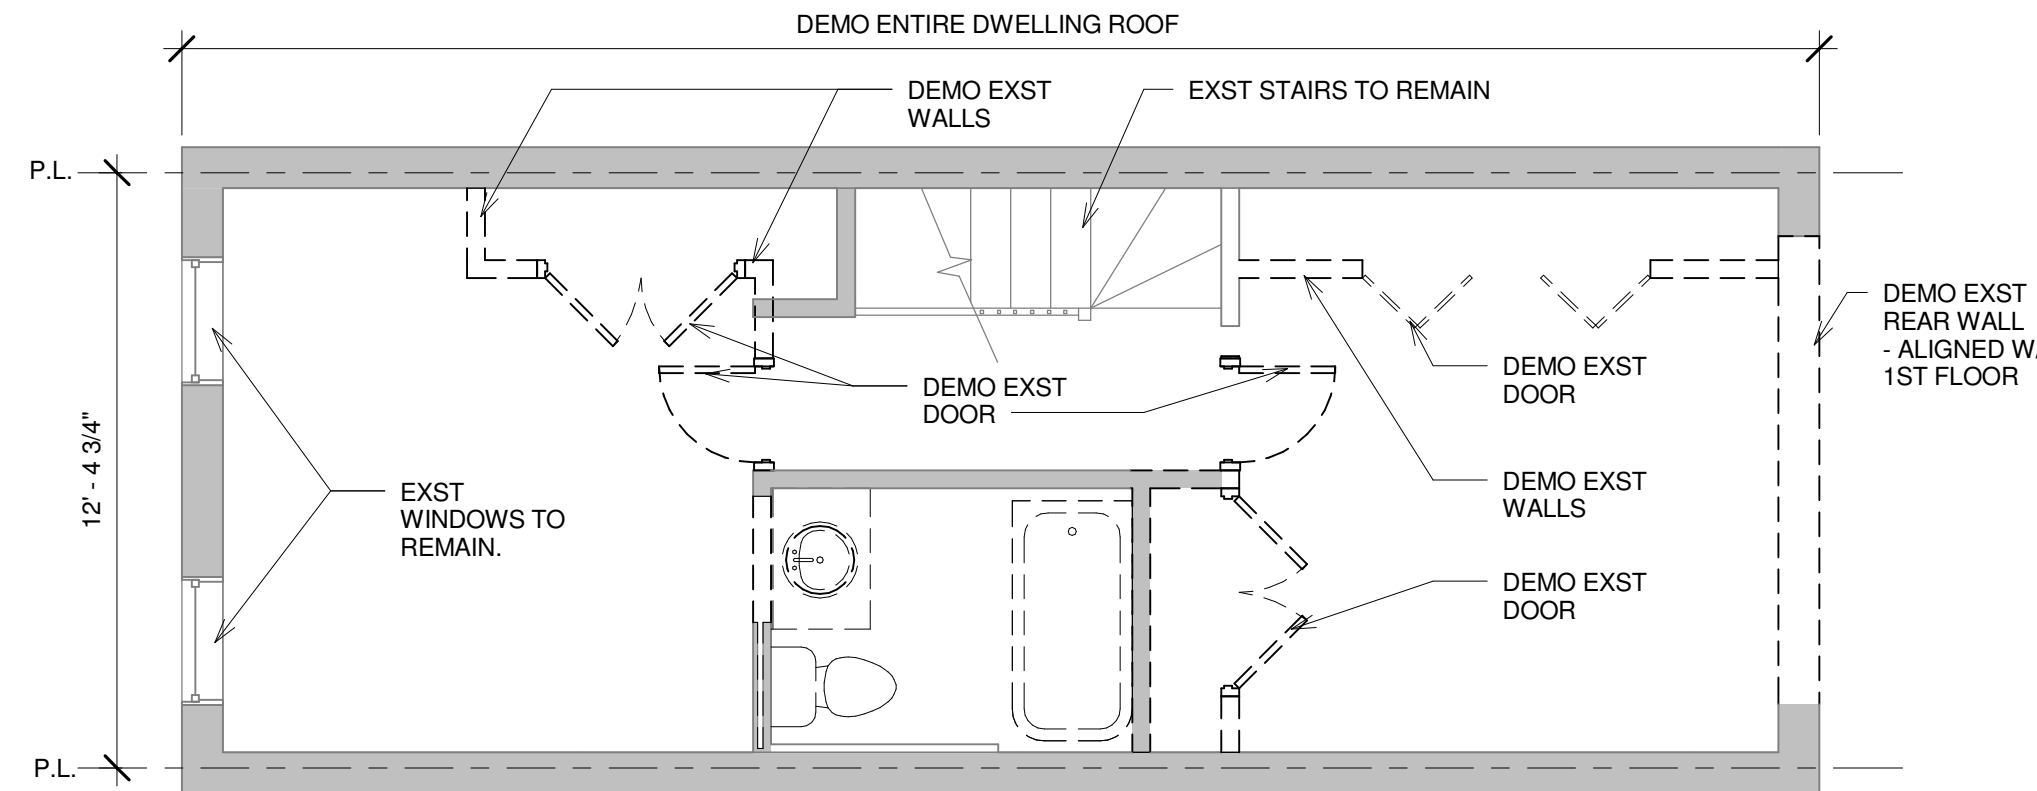 DEMO ENTIRE DWELLING ROOF
DEMO EXST
WALLS
EXST STAIRS TO REMAIN
P.L.
DEMO EXST
REAR WALL
- ALIGNED
1ST FLOOR
DEMO EXST
DOOR
DEMO EXST
DOOR
12' - 4 3/4"
EXST
WINDOWS TO
REMAIN.
DEMO EXST
WALLS
DEMO EXST
DOOR
P.L.